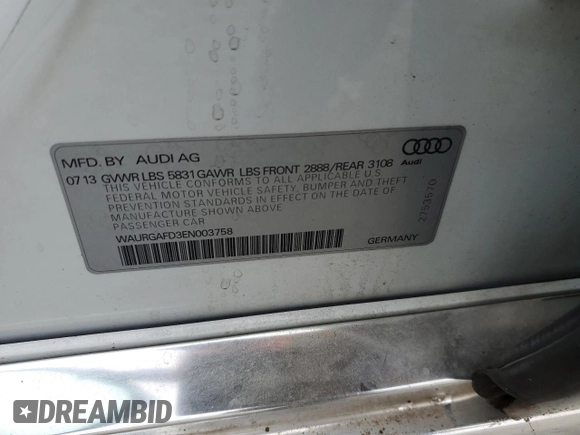 MFD. BY AUDI AG
07 13 GVWR LBS 5831 GAWR LBS FRONT 2888/REAR 3108
THIS VEHICLE CONFORMS TO ALL APPLICABLE U.S.
FEDERAL MOTOR VEHICLE SAFETY, BUMPER AND THEFT
PREVENTION STANDARDS IN EFFECT ON THE DATE OF
MANUFACTURE SHOWN ABOVE
PASSENGER CAR
WAURGAFD3EN003758
GERMANY
Audi
2753570
DREAMBID